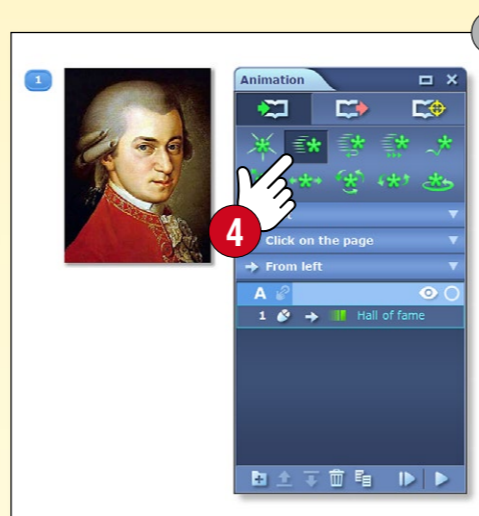 1
Animation
4
Click on the page
From left
A
1 Hall of fame